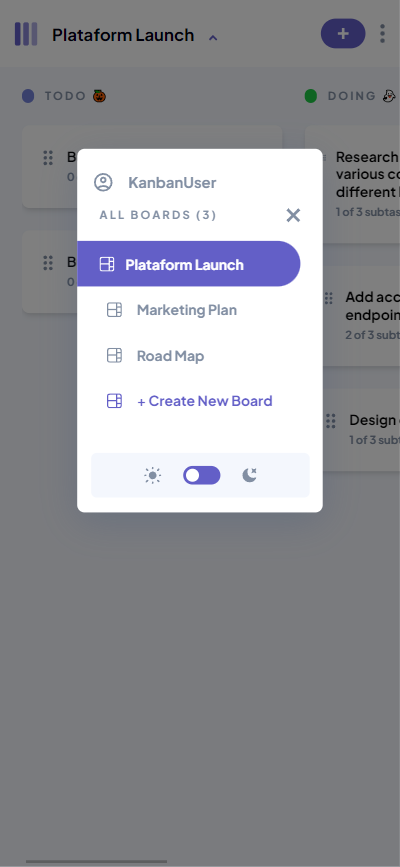 Plataform Launch
TODO 🎃
DOING 👻
B
0
B
0
Research
various co
different
1 of 3 subtas
Add acc
endpoin
2 of 3 subt
Design
1 of 3 subt
KanbanUser
ALL BOARDS (3)
Plataform Launch
Marketing Plan
Road Map
+ Create New Board